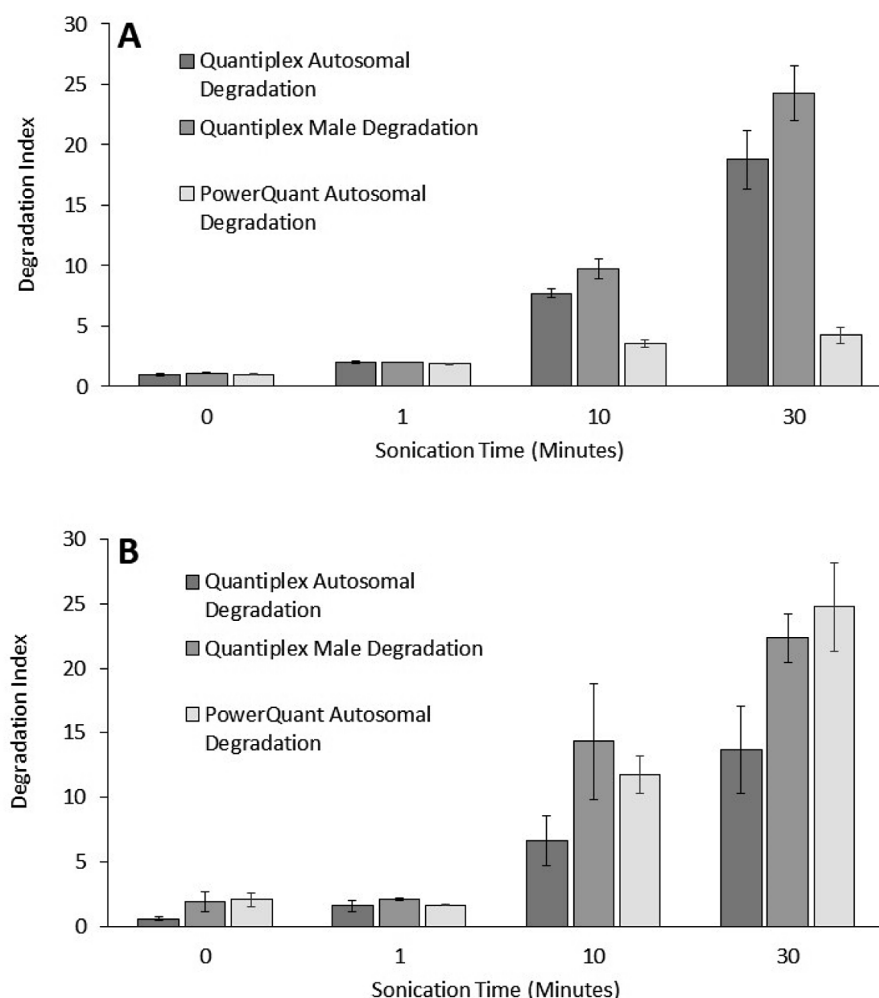 A
30
25
20
15
10
5
0
Degradation Index
Quantiplex Autosomal
Degradation
Quantiplex Male Degradation
PowerQuant Autosomal
Degradation
0 1 10 30
Sonication Time (Minutes)
B
30
25
20
15
10
5
0
Degradation Index
Quantiplex Autosomal
Degradation
Quantiplex Male Degradation
PowerQuant Autosomal
Degradation
0 1 10 30
Sonication Time (Minutes)